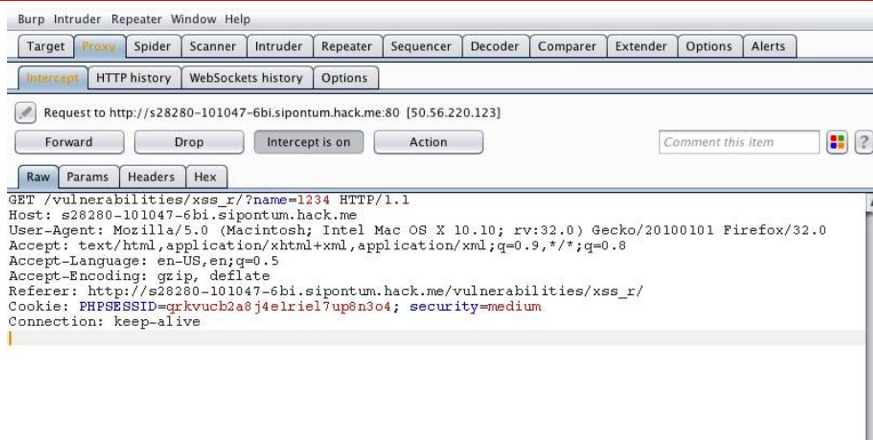 Burp Intruder Repeater Window Help
Target Proxy Spider Scanner Intruder Repeater Sequencer Decoder Comparer Extender Options Alerts
Intercept HTTP history WebSockets history Options
Request to http://s28280-101047-6bi.sipontum.hack.me:80 [50.56.220.123]
Forward Drop Intercept is on Action Comment this item ?
Raw Params Headers Hex
GET /vulnerabilities/xss_r/?name=1234 HTTP/1.1
Host: s28280-101047-6bi.sipontum.hack.me
User-Agent: Mozilla/5.0 (Macintosh; Intel Mac OS X 10.10; rv:32.0) Gecko/20100101 Firefox/32.0
Accept: text/html,application/xhtml+xml,application/xml;q=0.9,*/*;q=0.8
Accept-Language: en-US,en;q=0.5
Accept-Encoding: gzip, deflate
Referer: http://s28280-101047-6bi.sipontum.hack.me/vulnerabilities/xss_r/
Cookie: PHPSESSID=qrkvucb2a8j4elriel7up8n3o4; security=medium
Connection: keep-alive